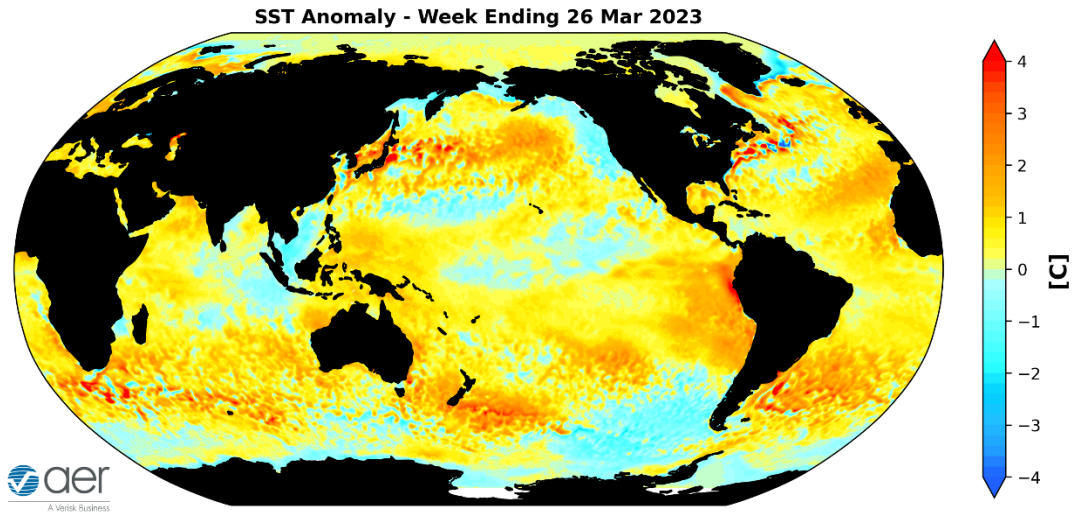 SST Anomaly - Week Ending 26 Mar 2023
4
3
2
1
0
−1
−2
−3
−4
[C]
aer
A Verisk Business